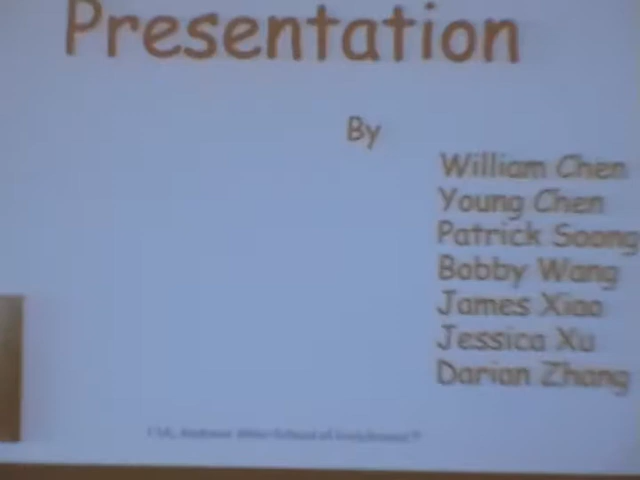 Presentation
By
William Chen
Young Chen
Patrick Soong
Bobby Wang
James Xiao
Jessica Xu
Darian Zhang